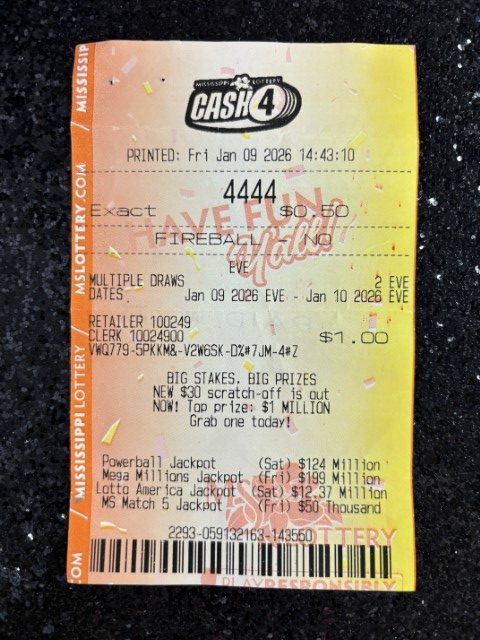 MISSISSIPPI LOTTERY
CASH 4
PRINTED: Fri Jan 09 2026 14:43:10
4444
Exact $0.50
HAVE FUN,
Y'all!
FIREBALL - NO
EVE
MULTIPLE DRAWS 2 EVE
DATES Jan 09 2026 EVE - Jan 10 2026 EVE
RETAILER 100249
CLERK 10024900 $1.00
VWQ779-5PKKM&-V2W6SK-D%#7JM-4#Z
BIG STAKES, BIG PRIZES
NEW $30 scratch-off is out
NOW! Top prize: $1 MILLION
Grab one today!
Powerball Jackpot (Sat) $124 Million
Mega Millions Jackpot (Fri) $199 Million
Lotto America Jackpot (Sat) $12.37 Million
MS Match 5 Jackpot (Fri) $50 Thousand
LOTTERY
2293-059132163-143550
PLAY RESPONSIBLY
.COM / MISSISSIPPI LOTTERY / MSLOTTERY.COM / MISSISSIP